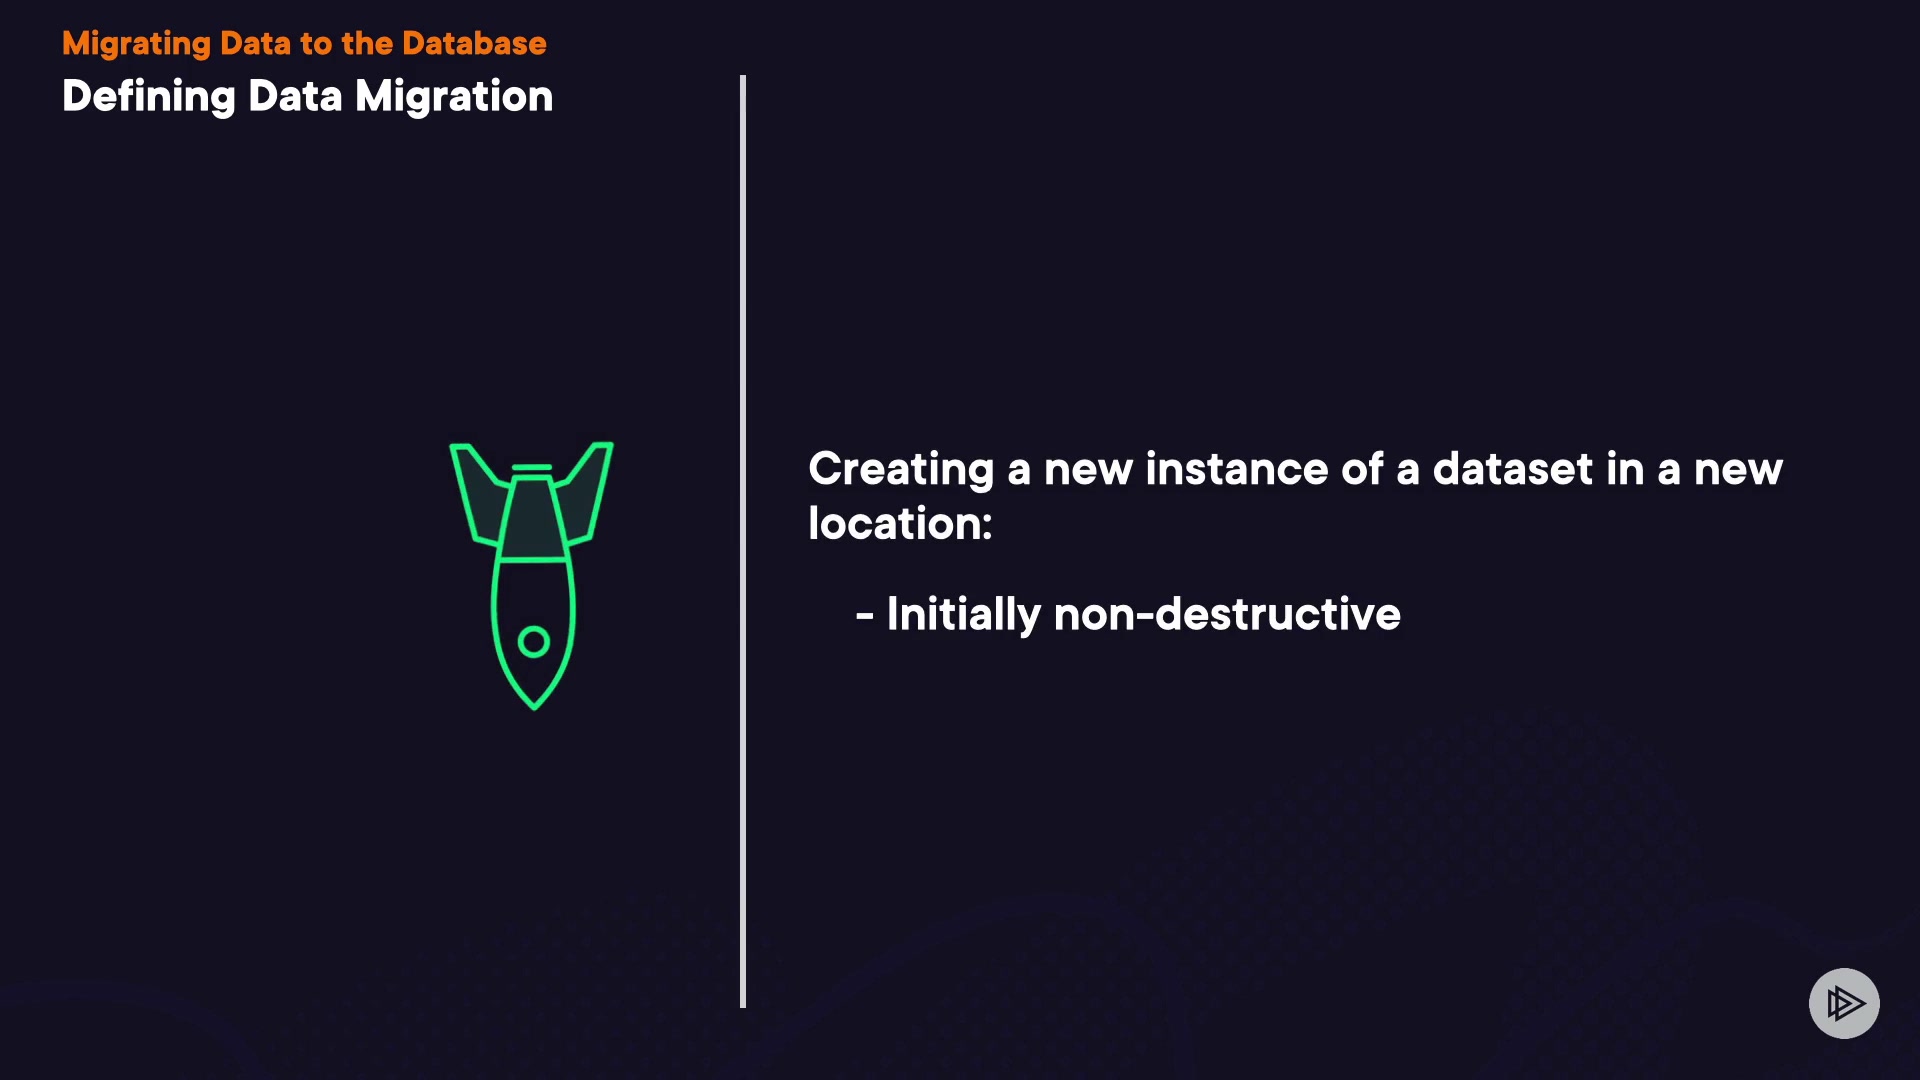 Migrating Data to the Database
Defining Data Migration
Creating a new instance of a dataset in a new
location:
- Initially non-destructive